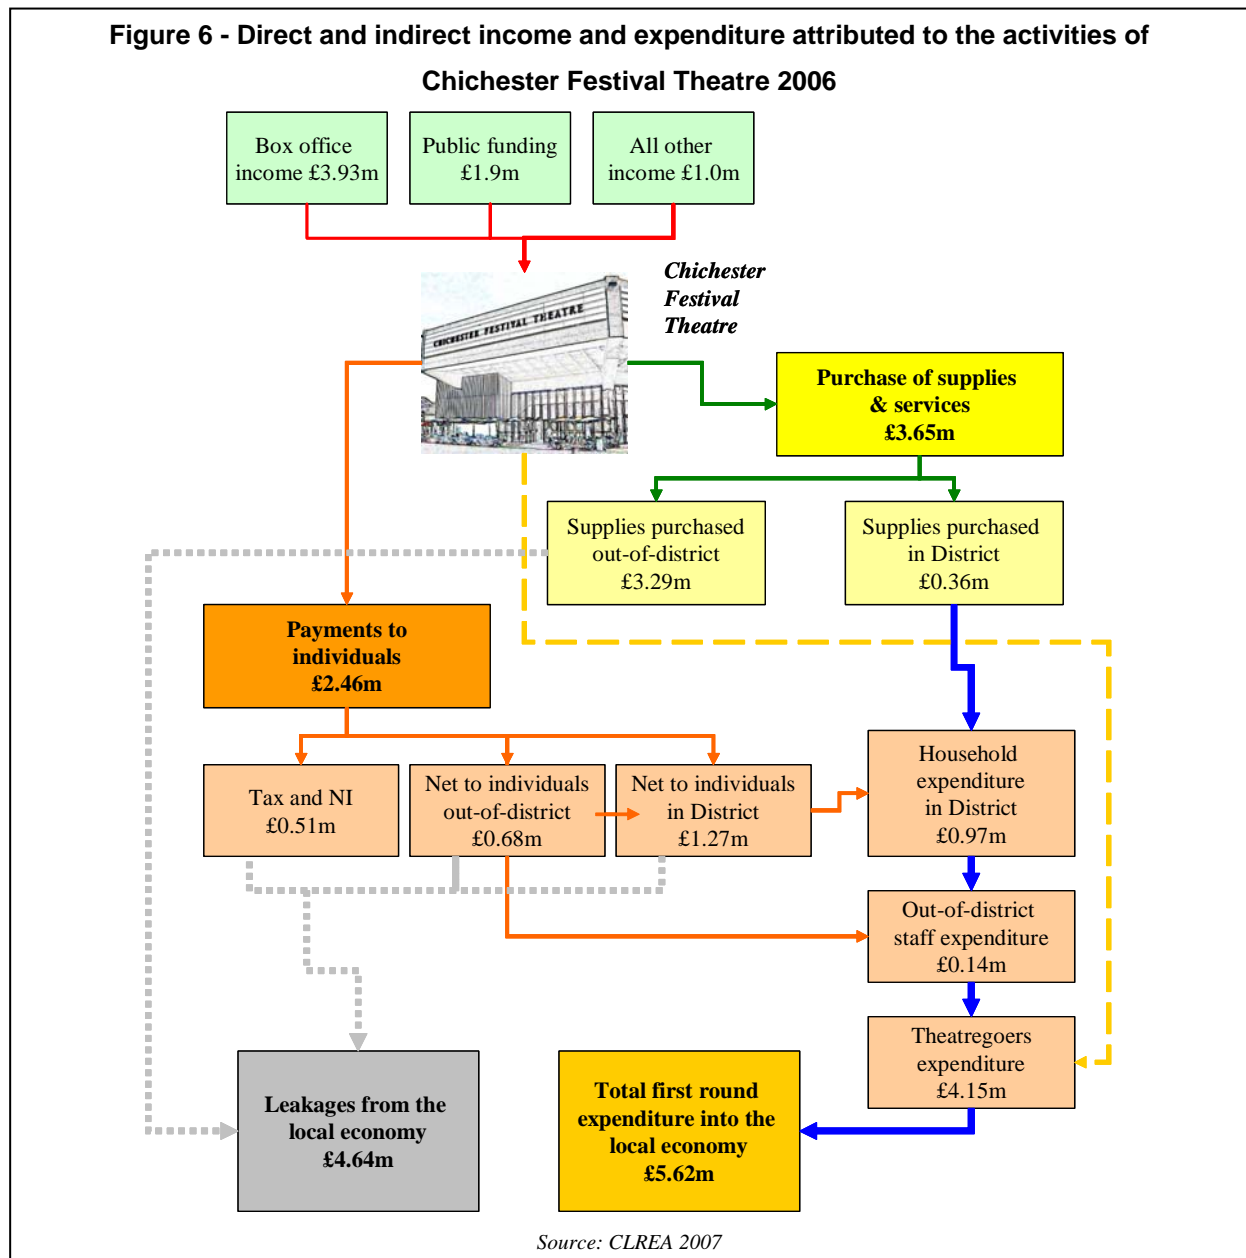 Figure 6 - Direct and indirect income and expenditure attributed to the activities of
Chichester Festival Theatre 2006
Box office
income £3.93m
Public funding
£1.9m
All other
income £1.0m
Chichester
Festival
Theatre
CHICHESTER FESTIVAL THEATRE
Purchase of supplies
& services
£3.65m
Supplies purchased
out-of-district
£3.29m
Supplies purchased
in District
£0.36m
Payments to
individuals
£2.46m
Tax and NI
£0.51m
Net to individuals
out-of-district
£0.68m
Net to individuals
in District
£1.27m
Household
expenditure
in District
£0.97m
Out-of-district
staff expenditure
£0.14m
Theatregoers
expenditure
£4.15m
Leakages from the
local economy
£4.64m
Total first round
expenditure into the
local economy
£5.62m
Source: CLREA 2007